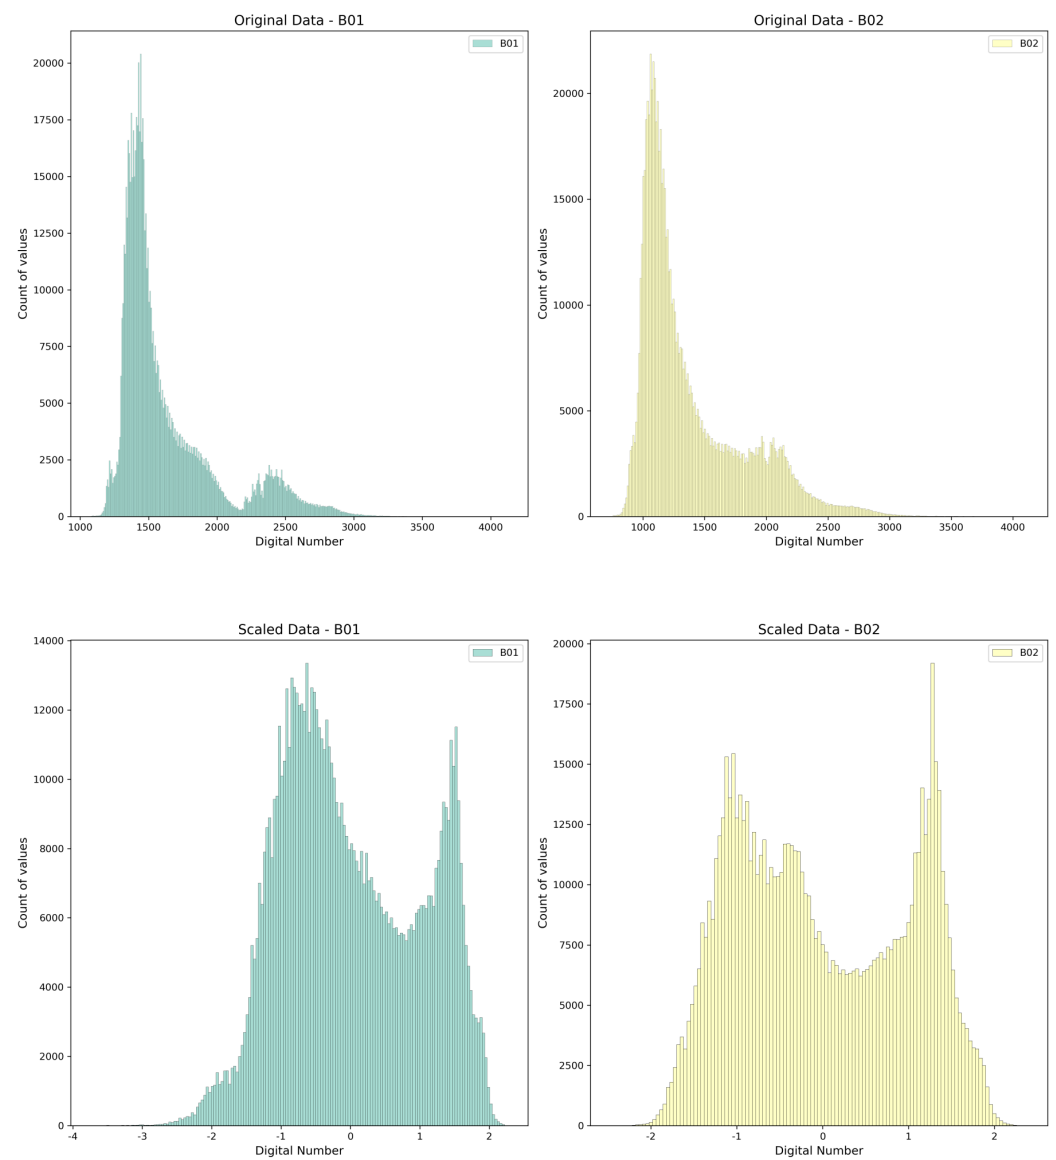 Original Data - B01
B01
20000
17500
15000
12500
10000
7500
5000
2500
0
Count of values
1000 1500 2000 2500 3000 3500 4000
Digital Number
Original Data - B02
B02
20000
15000
10000
5000
0
Count of values
1000 1500 2000 2500 3000 3500 4000
Digital Number
Scaled Data - B01
B01
14000
12000
10000
8000
6000
4000
2000
0
Count of values
-4 -3 -2 -1 0 1 2
Digital Number
Scaled Data - B02
B02
20000
17500
15000
12500
10000
7500
5000
2500
0
Count of values
-2 -1 0 1 2
Digital Number